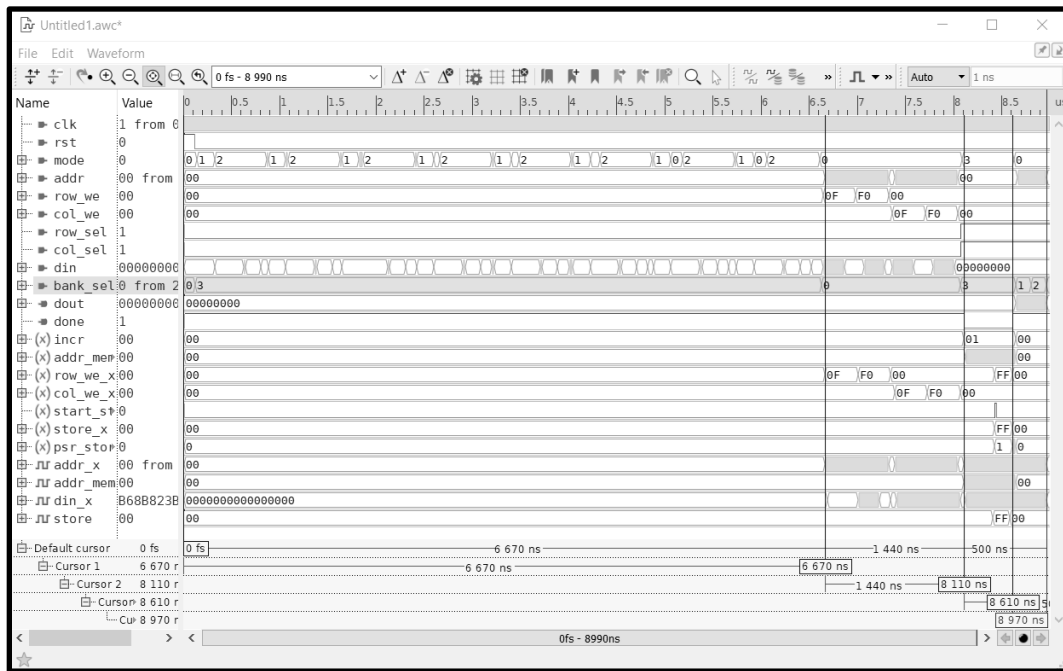 Untitled1.awc*
File Edit Waveform
0 fs - 8 990 ns Auto 1 ns
Name Value 0 0.5 1 1.5 2 2.5 3 3.5 4 4.5 5 5.5 6 6.5 7 7.5 8 8.5 us
clk 1 from 0
rst 0
mode 0 0 1 2 1 2 1 2 1 2 1 2 1 2 1 0 2 1 0 2 0 3 0
addr 00 from 00 00
row_we 00 00 0F F0 00
col_we 00 00 0F F0 00
row_sel 1
col_sel 1
din 00000000 00000000
bank_sel 0 from 2 0 3 0 3 1 2
dout 00000000 00000000
done 1
(x) incr 00 00 01 00
(x) addr_mem 00 00 00
(x) row_we_x 00 00 0F F0 00 FF 00
(x) col_we_x 00 00 0F F0 00
(x) start_st 0
(x) store_x 00 00 FF 00
(x) psr_stor 0 0 1 0
addr_x 00 from 00
addr_mem 00 00 00
din_x B68B823B 0000000000000000
store 00 00 FF 00
Default cursor 0 fs 0 fs 6 670 ns 1 440 ns 500 ns
Cursor 1 6 670 r 6 670 ns 6 670 ns
Cursor 2 8 110 r 1 440 ns 8 110 ns
Cursor 8 610 r 8 610 ns
Cu 8 970 r 8 970 ns
0fs - 8990ns